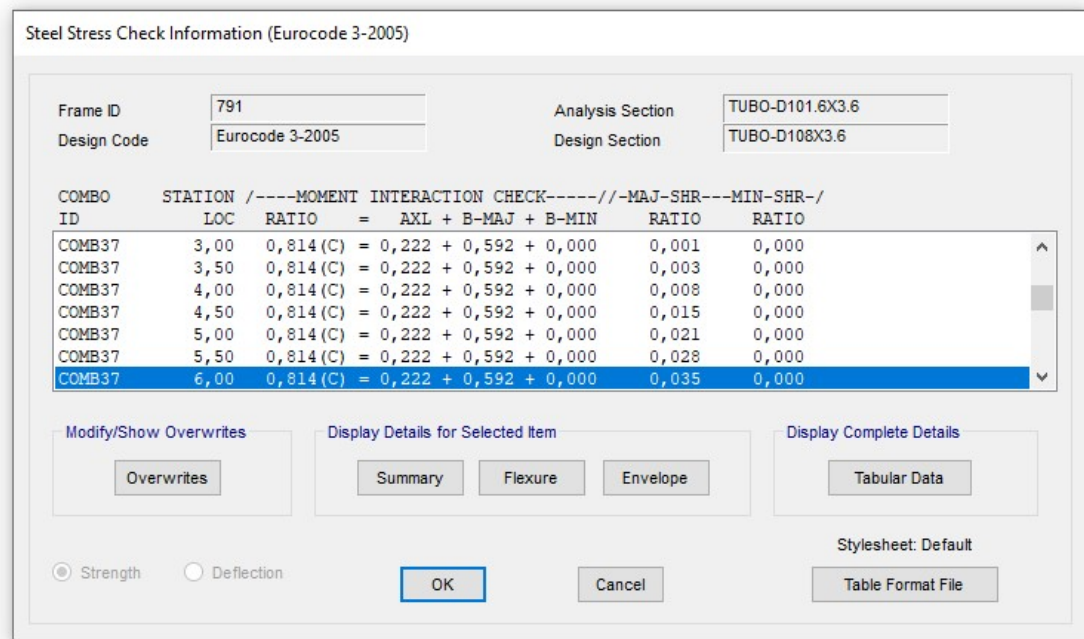 Steel Stress Check Information (Eurocode 3-2005)
Frame ID 791 Analysis Section TUBO-D101.6X3.6
Design Code Eurocode 3-2005 Design Section TUBO-D108X3.6
COMBO STATION /----MOMENT INTERACTION CHECK-----//-MAJ-SHR---MIN-SHR-/
ID LOC RATIO = AXL + B-MAJ + B-MIN RATIO RATIO
COMB37 3,00 0,814(C) = 0,222 + 0,592 + 0,000 0,001 0,000
COMB37 3,50 0,814(C) = 0,222 + 0,592 + 0,000 0,003 0,000
COMB37 4,00 0,814(C) = 0,222 + 0,592 + 0,000 0,008 0,000
COMB37 4,50 0,814(C) = 0,222 + 0,592 + 0,000 0,015 0,000
COMB37 5,00 0,814(C) = 0,222 + 0,592 + 0,000 0,021 0,000
COMB37 5,50 0,814(C) = 0,222 + 0,592 + 0,000 0,028 0,000
COMB37 6,00 0,814(C) = 0,222 + 0,592 + 0,000 0,035 0,000
Modify/Show Overwrites Display Details for Selected Item Display Complete Details
Overwrites Summary Flexure Envelope Tabular Data
Stylesheet: Default
Strength Deflection OK Cancel Table Format File